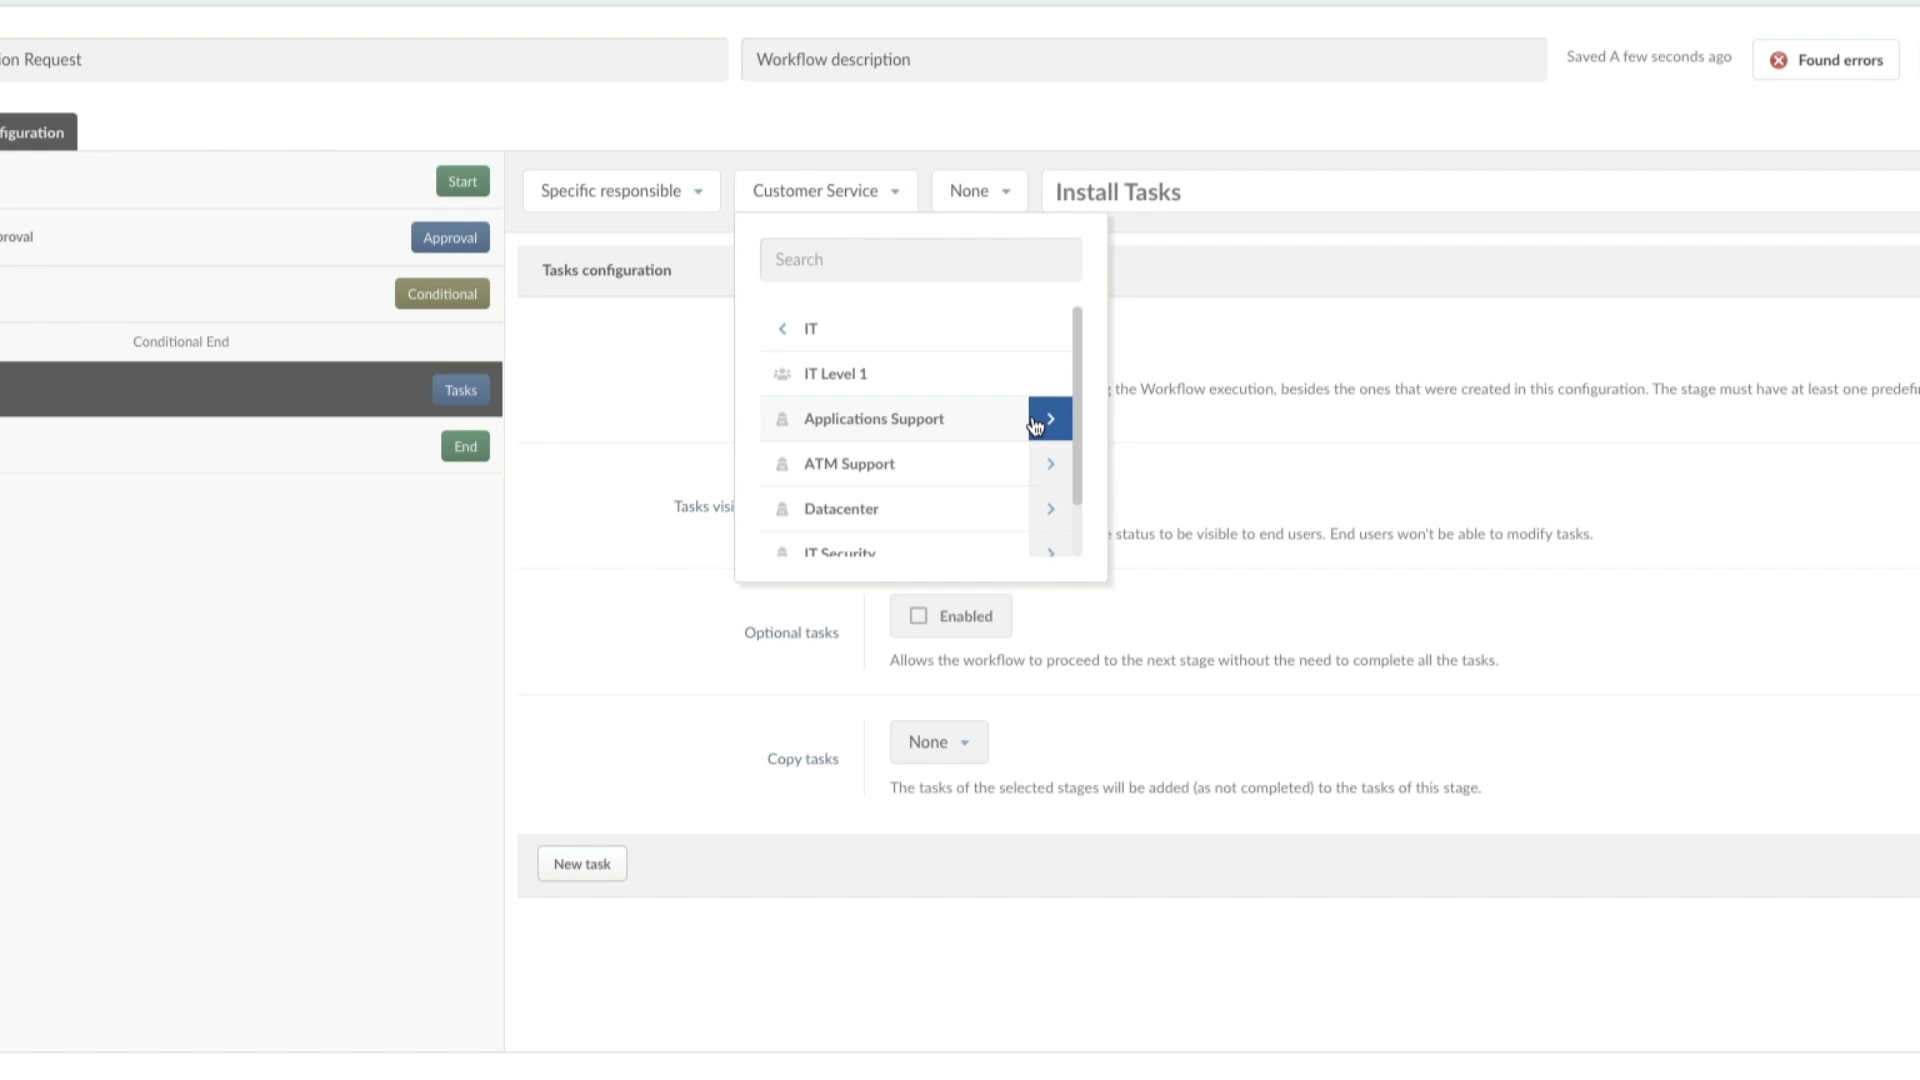 ion Request
Workflow description
Saved A few seconds ago
Found errors
figuration
Start
Specific responsible
Customer Service
None
Install Tasks
roval
Approval
Search
Tasks configuration
Conditional
IT
Conditional End
IT Level 1
Tasks
the Workflow execution, besides the ones that were created in this configuration. The stage must have at least one predefi
Applications Support
End
ATM Support
Tasks visi
Datacenter
status to be visible to end users. End users won't be able to modify tasks.
IT Security
Optional tasks
Enabled
Allows the workflow to proceed to the next stage without the need to complete all the tasks.
Copy tasks
None
The tasks of the selected stages will be added (as not completed) to the tasks of this stage.
New task